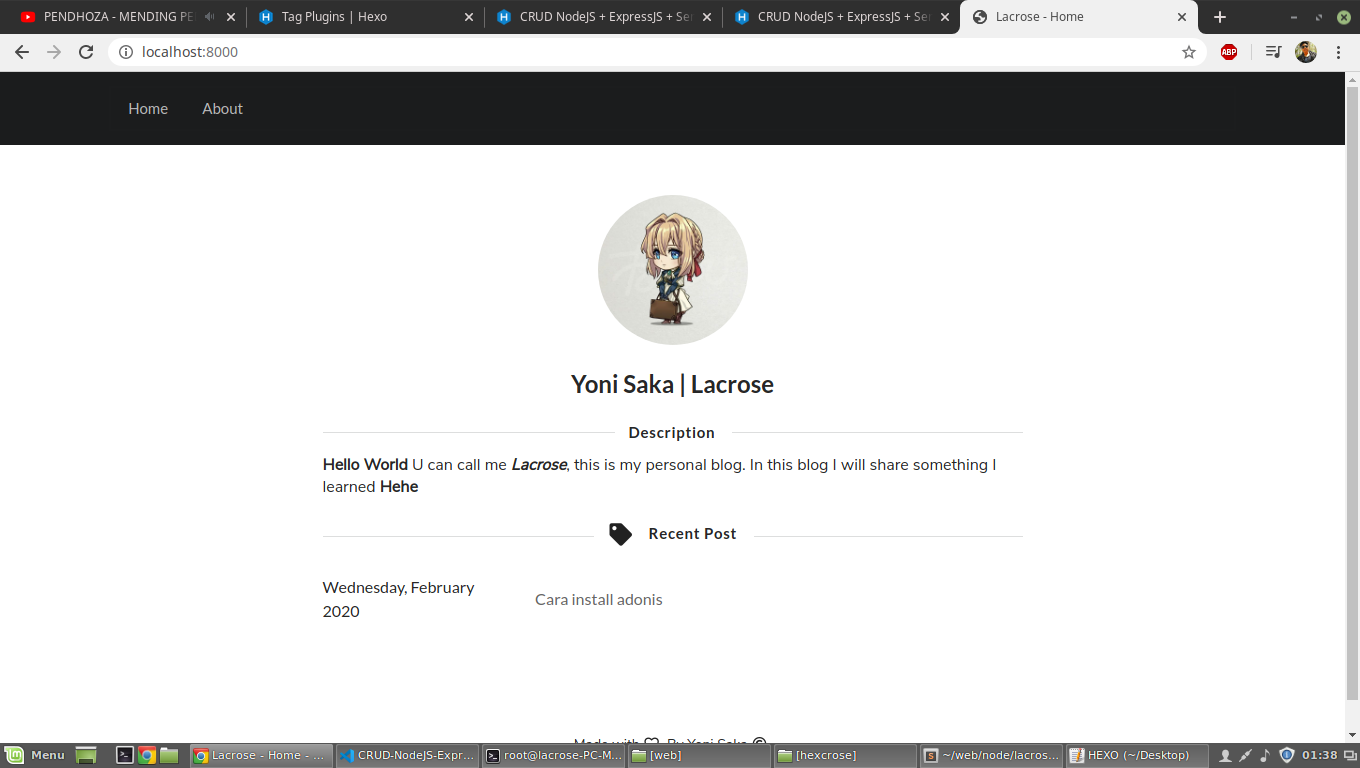 PENDHOZA - MENDING PE
Tag Plugins | Hexo
CRUD NodeJS + ExpressJS + Ser
CRUD NodeJS + ExpressJS + Ser
Lacrose - Home
localhost:8000
ABP
Home About
Yoni Saka | Lacrose
Description
Hello World U can call me Lacrose, this is my personal blog. In this blog I will share something I
learned Hehe
Recent Post
Wednesday, February
2020
Cara install adonis
Made with By Yoni Saka ©
Menu
Lacrose - Home - ...
CRUD-NodeJS-Expr...
root@lacrose-PC-M...
[web]
[hexcrose]
~/web/node/lacros...
HEXO (~/Desktop)
01:38